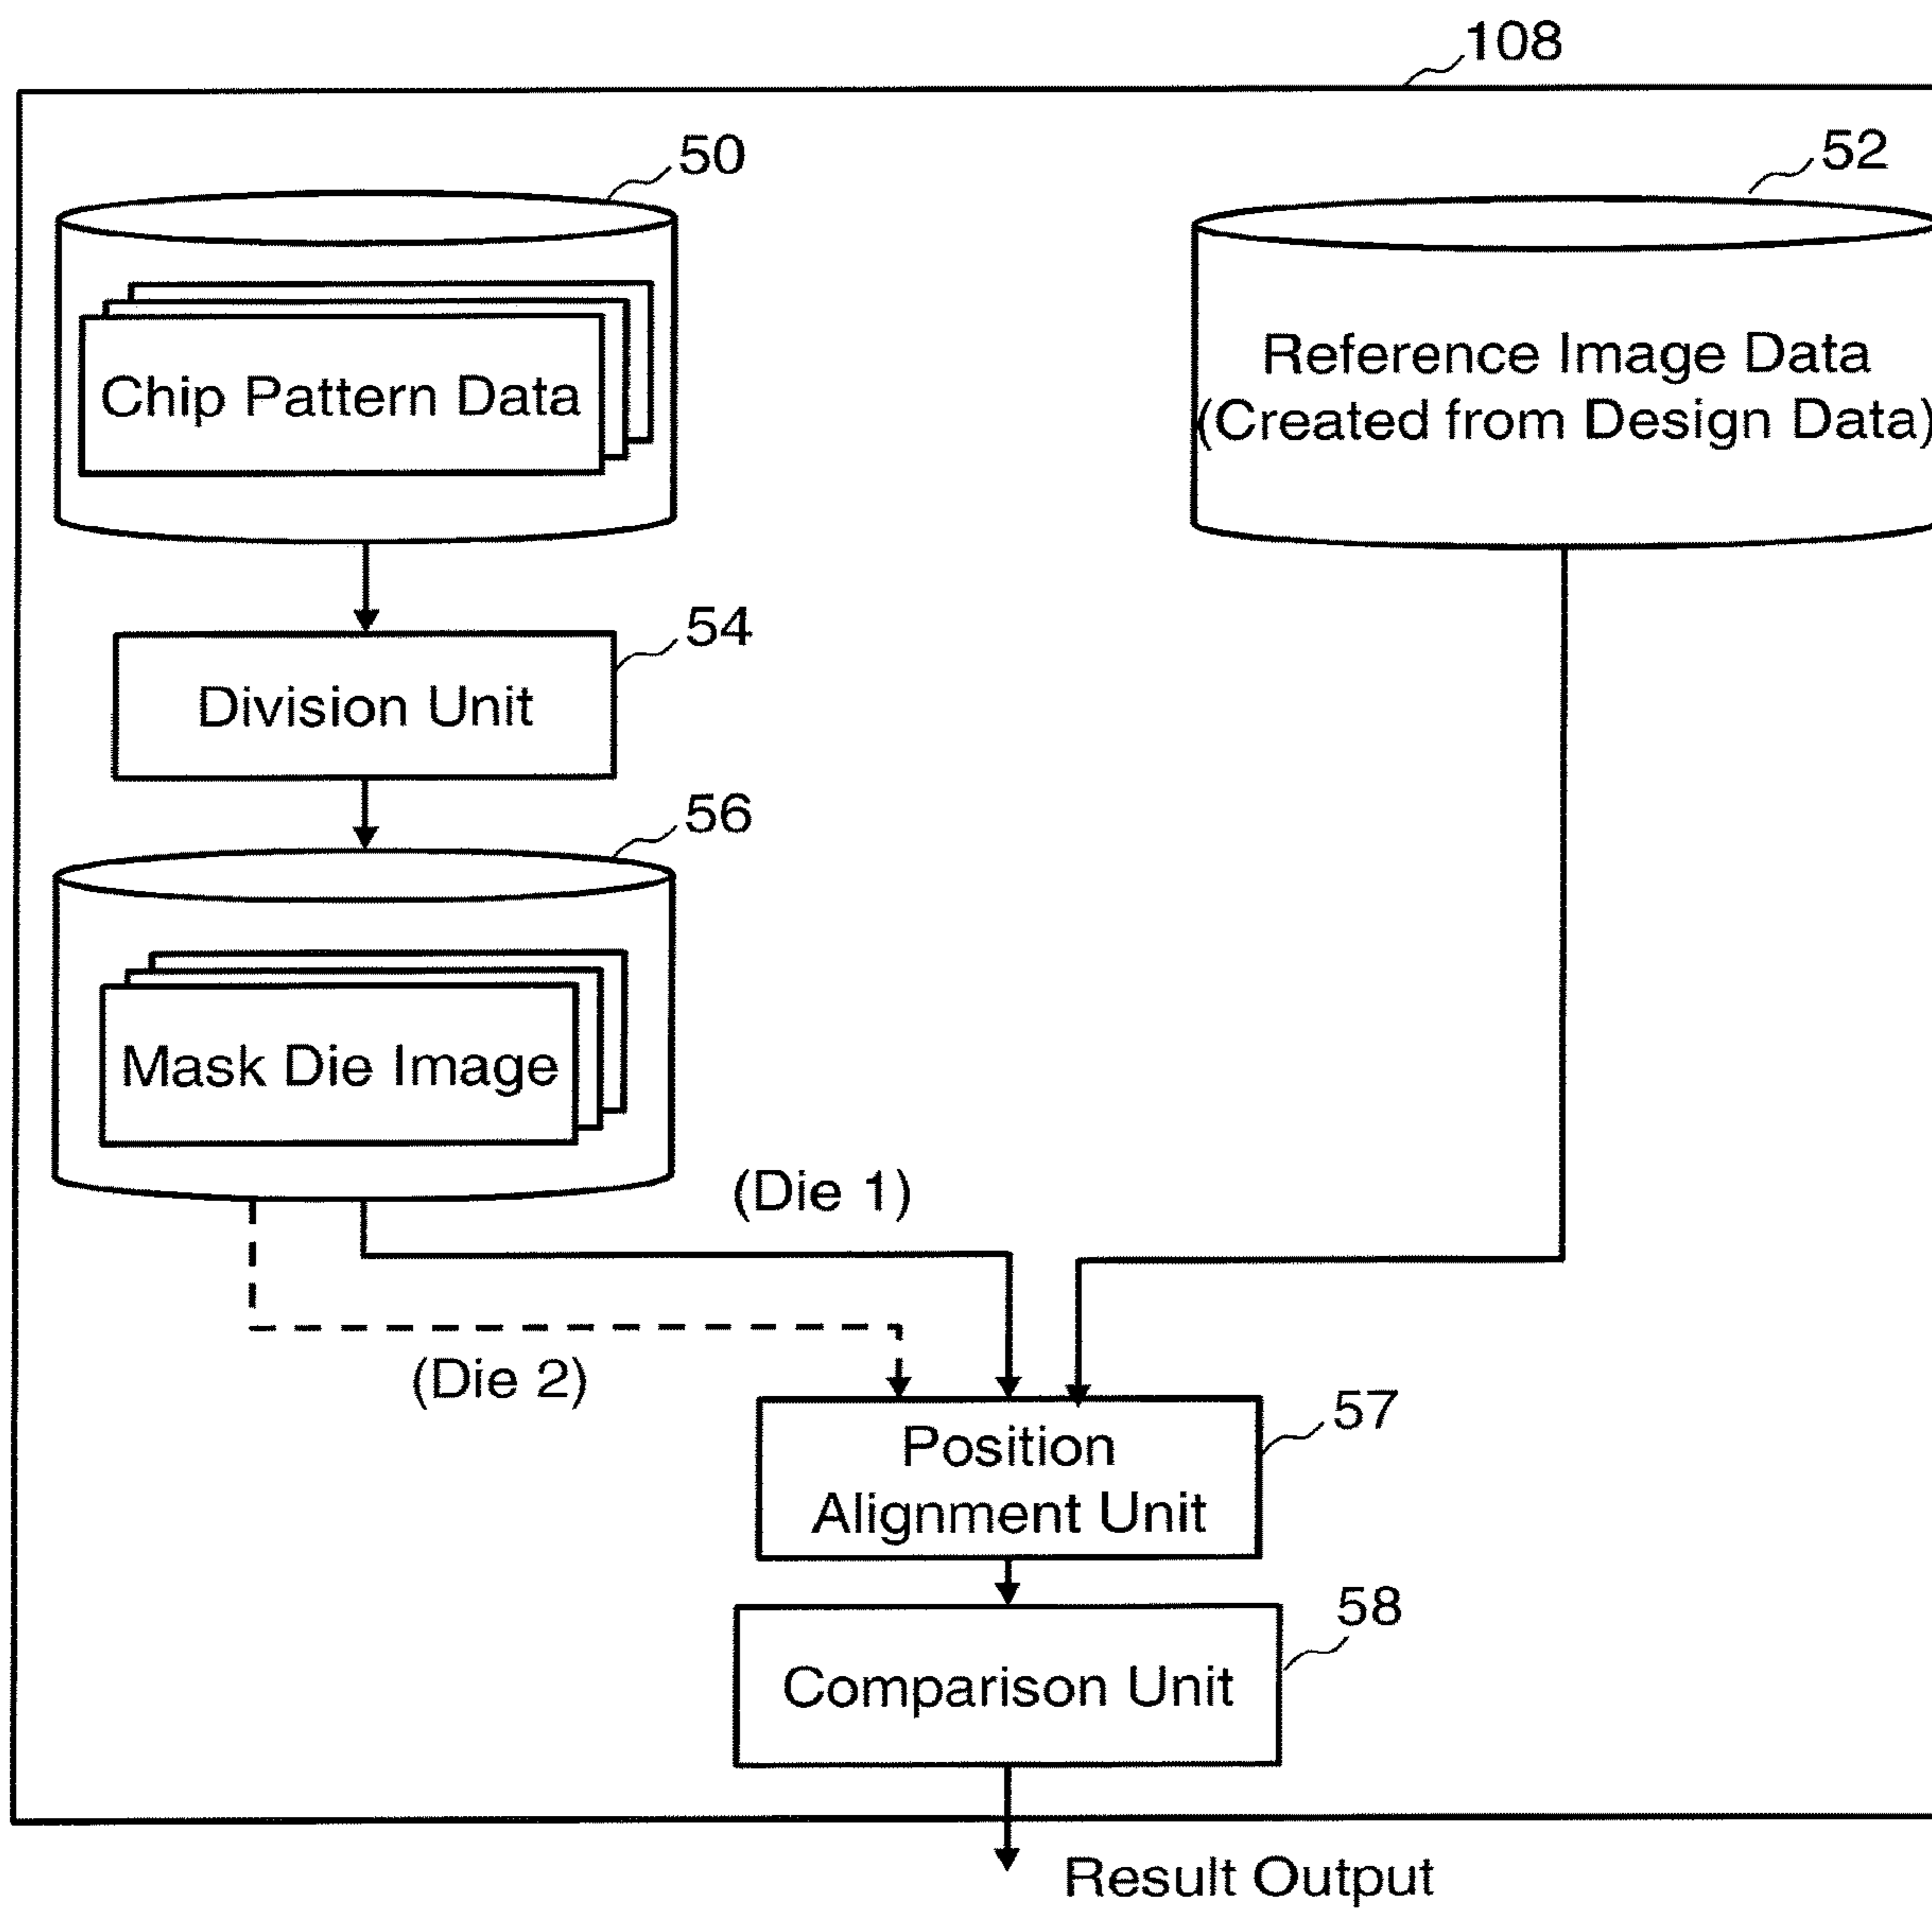 108
50
52
Chip Pattern Data
Reference Image Data
(Created from Design Data)
54
Division Unit
56
Mask Die Image
(Die 1)
(Die 2)
57
Position
Alignment Unit
58
Comparison Unit
Result Output